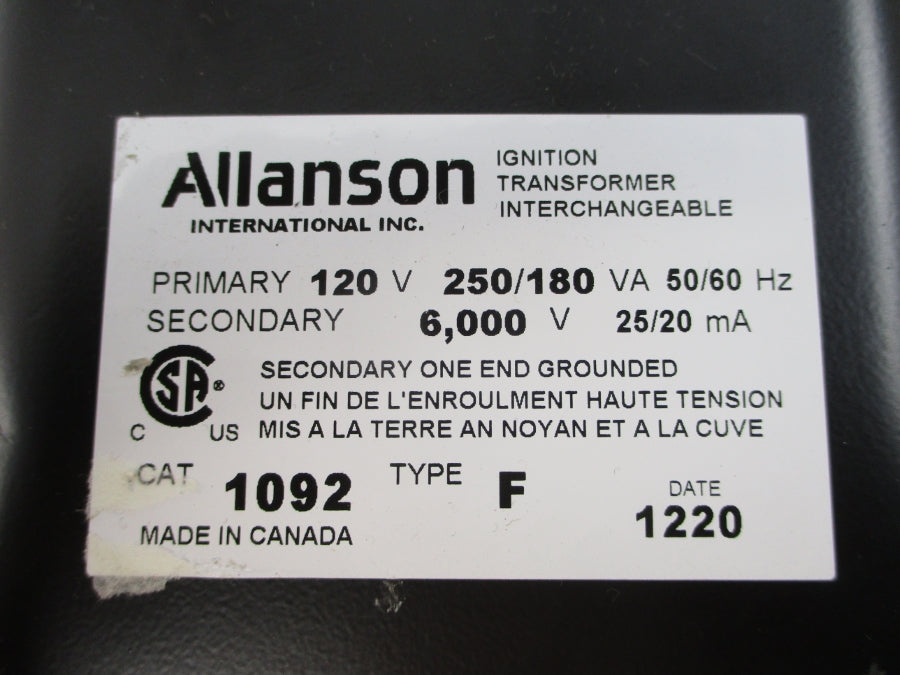 Allanson
INTERNATIONAL INC.
IGNITION
TRANSFORMER
INTERCHANGEABLE
PRIMARY 120 V 250/180 VA 50/60 Hz
SECONDARY 6,000 V 25/20 mA
SA ®
C US
SECONDARY ONE END GROUNDED
UN FIN DE L'ENROULMENT HAUTE TENSION
MIS A LA TERRE AN NOYAN ET A LA CUVE
CAT 1092 TYPE F
DATE
1220
MADE IN CANADA